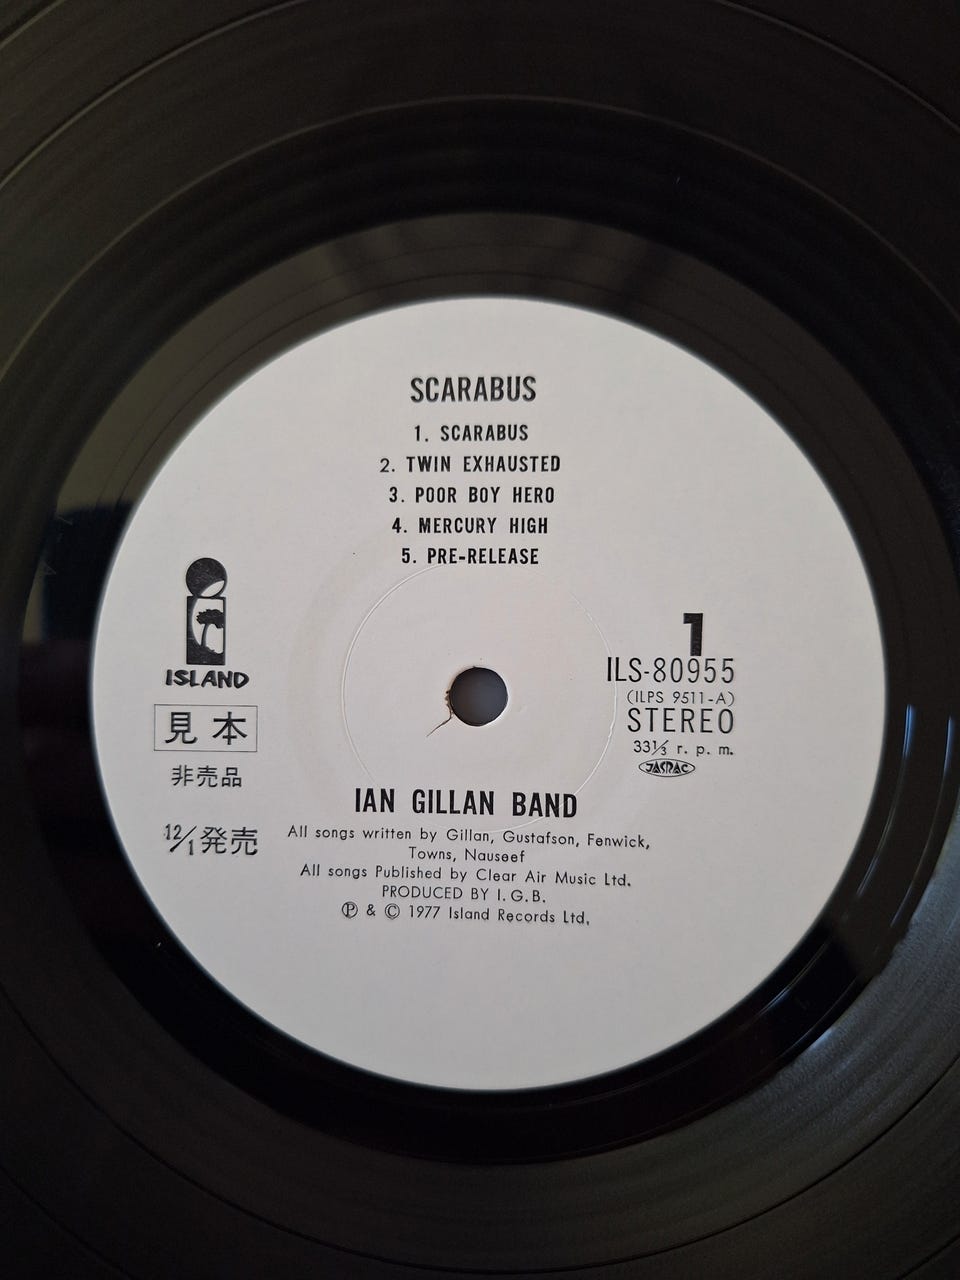 SCARABUS
1. SCARABUS
2. TWIN EXHAUSTED
3. POOR BOY HERO
4. MERCURY HIGH
5. PRE-RELEASE
ISLAND
見本
非売品
12/1発売
1
ILS-80955
(ILPS 9511-A)
STEREO
33⅓ r. p. m.
JASRAC
IAN GILLAN BAND
All songs written by Gillan, Gustafson, Fenwick,
Towns, Nauseef
All songs Published by Clear Air Music Ltd.
PRODUCED BY I.G.B.
℗ & © 1977 Island Records Ltd,